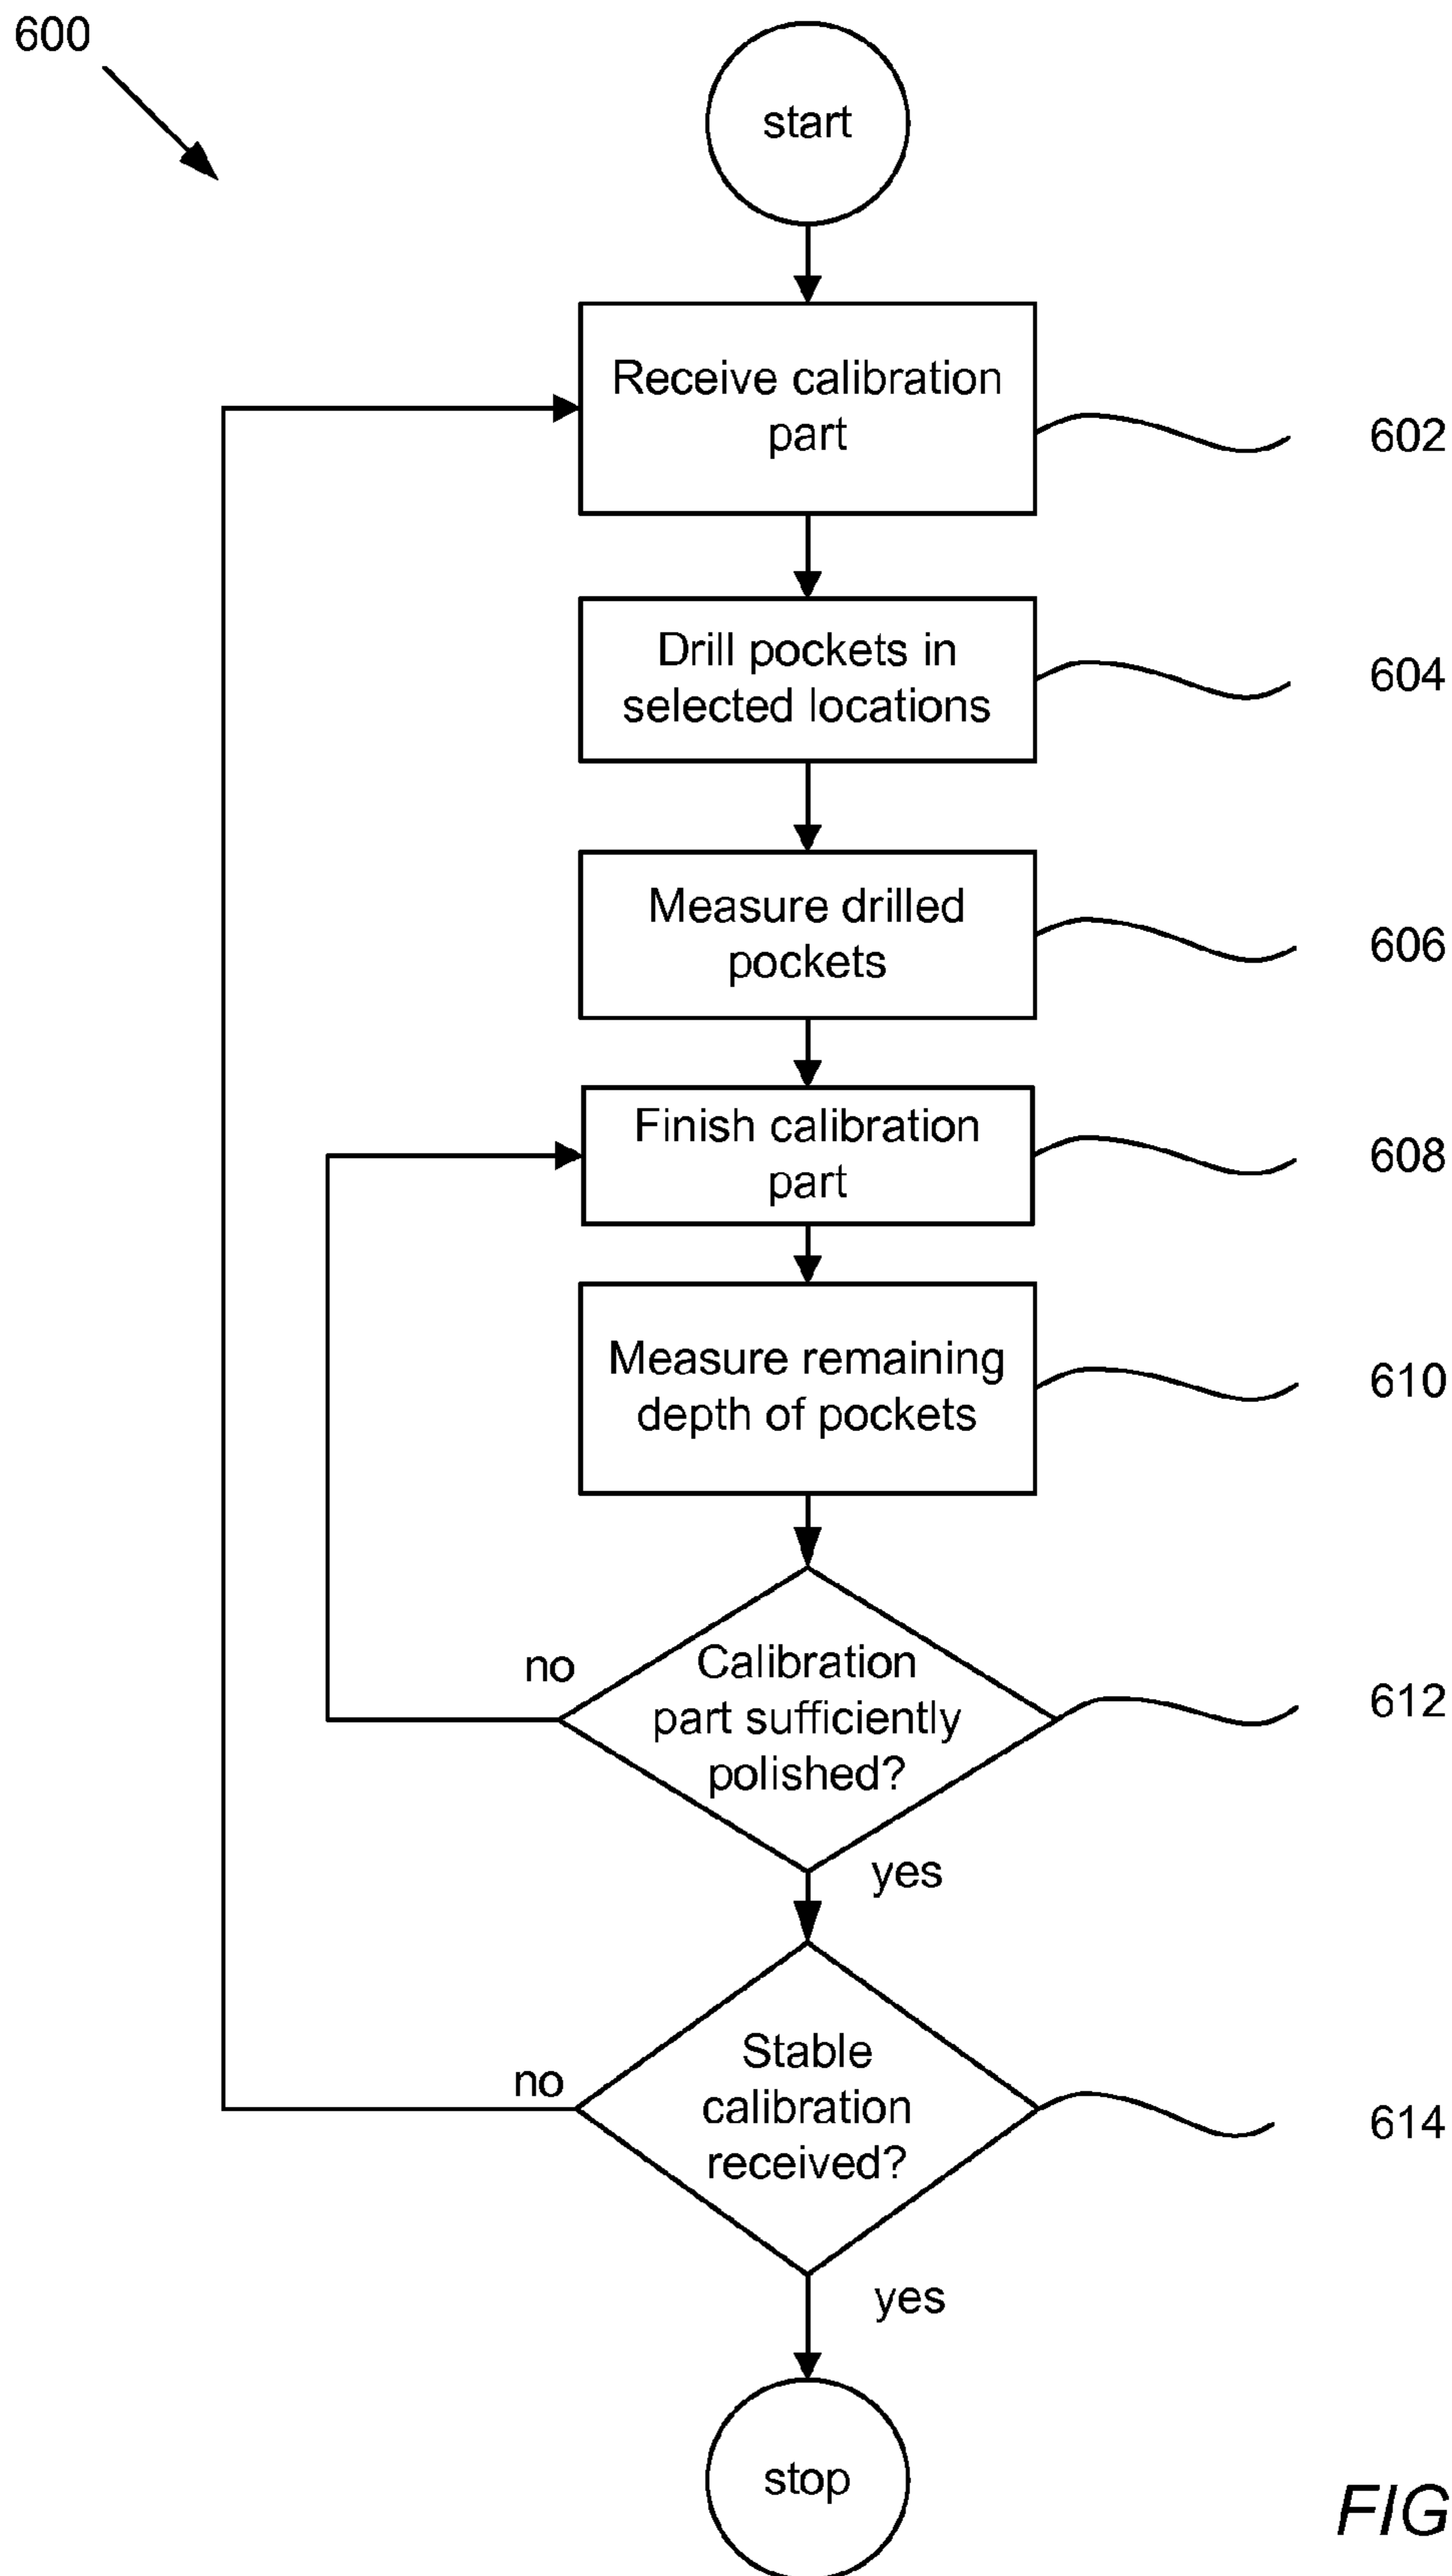 600
start
Receive calibration
part
602
Drill pockets in
selected locations
604
Measure drilled
pockets
606
Finish calibration
part
608
Measure remaining
depth of pockets
610
no
Calibration
part sufficiently
polished?
612
yes
no
Stable
calibration
received?
614
yes
stop
FIG